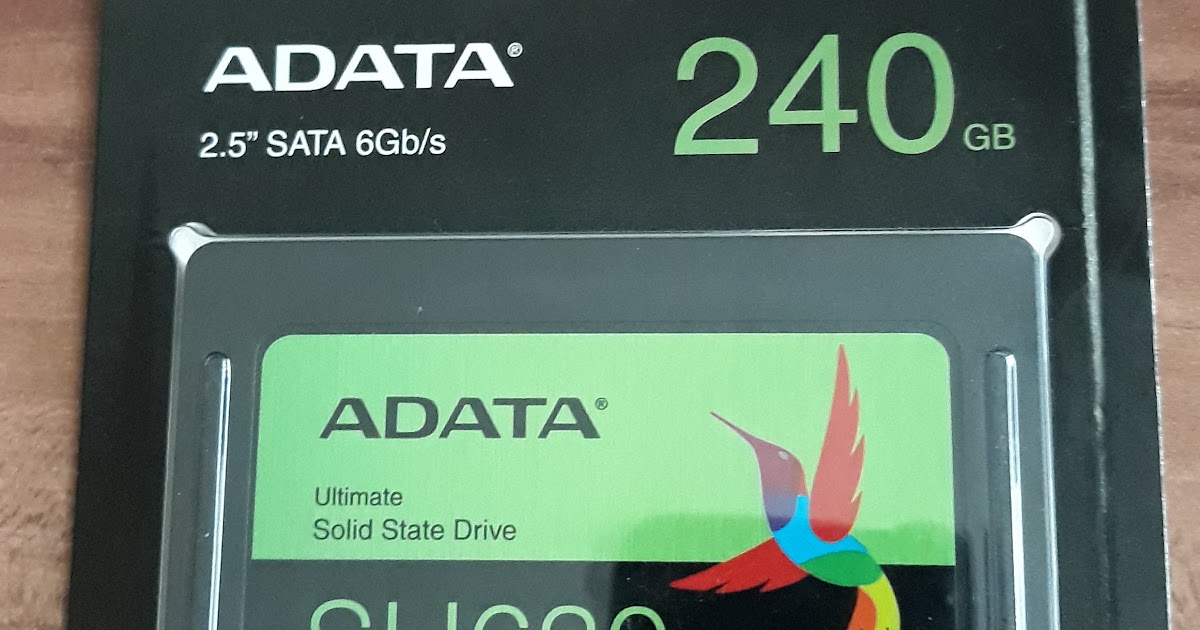 ADATA®
2.5” SATA 6Gb/s
240 GB
ADATA®
Ultimate
Solid State Drive